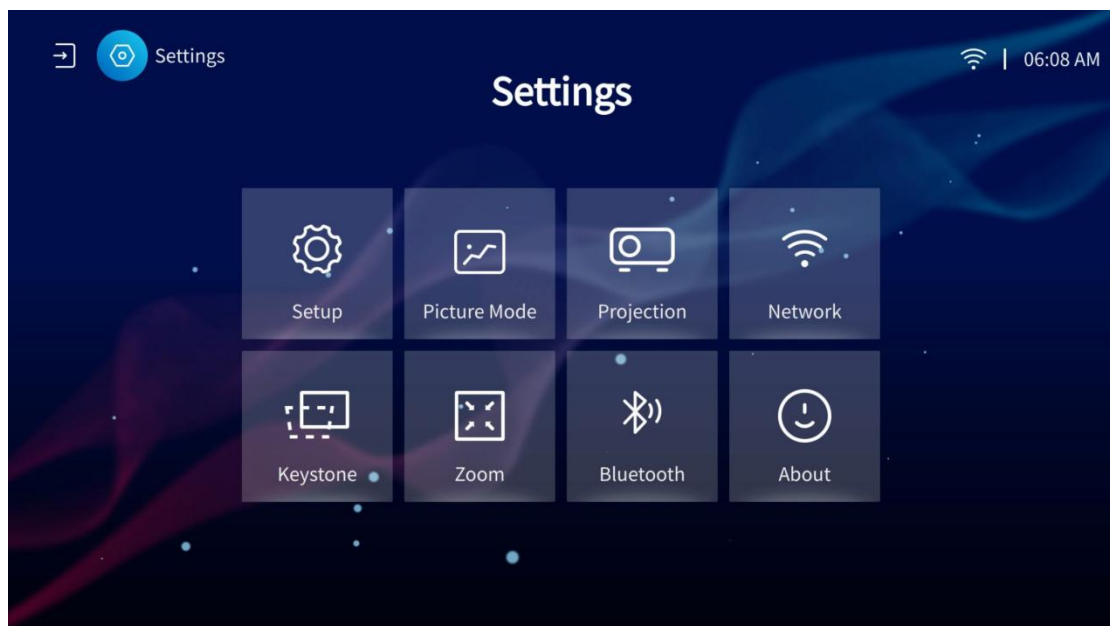 Settings
06:08 AM
Settings
Setup
Picture Mode
Projection
Network
Keystone
Zoom
Bluetooth
About